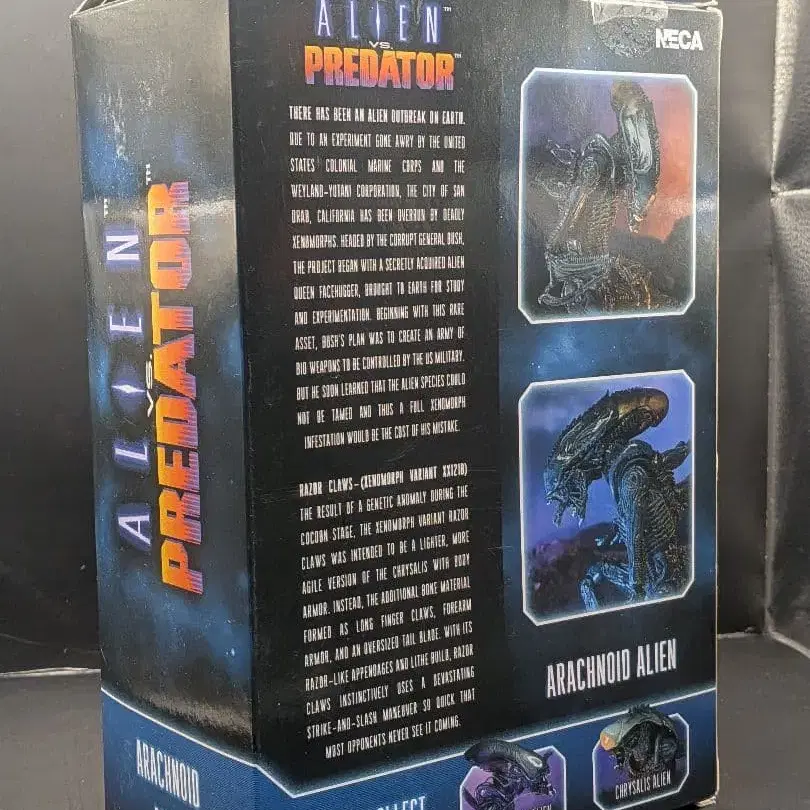 ALIEN™
VS.
PREDATOR™
NECA
THERE HAS BEEN AN ALIEN OUTBREAK ON EARTH.
DUE TO AN EXPERIMENT GONE AWRY BY THE UNITED
STATES COLONIAL MARINE CORPS AND THE
WEYLAND-YUTANI CORPORATION, THE CITY OF SAN
DRAD, CALIFORNIA HAS BEEN OVERRUN BY DEADLY
XENOMORPHS. HEADED BY THE CORRUPT GENERAL BUSH,
THE PROJECT BEGAN WITH A SECRETLY ACQUIRED ALIEN
QUEEN FACEHUGGER, BROUGHT TO EARTH FOR STUDY
AND EXPERIMENTATION. BEGINNING WITH THIS RARE
ASSET, BUSH'S PLAN WAS TO CREATE AN ARMY OF
BIO WEAPONS TO BE CONTROLLED BY THE US MILITARY.
BUT HE SOON LEARNED THAT THE ALIEN SPECIES COULD
NOT BE TAMED AND THUS A FULL XENOMORPH
INFESTATION WOULD BE THE COST OF HIS MISTAKE.
RAZOR CLAWS-(XENOMORPH VARIANT XX121B)
THE RESULT OF A GENETIC ANOMALY DURING THE
COCOON STAGE, THE XENOMORPH VARIANT RAZOR
CLAWS WAS INTENDED TO BE A LIGHTER, MORE
AGILE VERSION OF THE CHRYSALIS WITH BODY
ARMOR. INSTEAD, THE ADDITIONAL BONE MATERIAL
FORMED AS LONG FINGER CLAWS, FOREARM
ARMOR, AND AN OVERSIZED TAIL BLADE. WITH ITS
RAZOR-LIKE APPENDAGES AND LITHE BUILD, RAZOR
CLAWS INSTINCTIVELY USES A DEVASTATING
STRIKE-AND-SLASH MANEUVER SO QUICK THAT
MOST OPPONENTS NEVER SEE IT COMING.
ARACHNOID ALIEN
ALIEN™
VS.
PREDATOR™
ARACHNOID
COLLECT
ALIEN
CHRYSALIS ALIEN